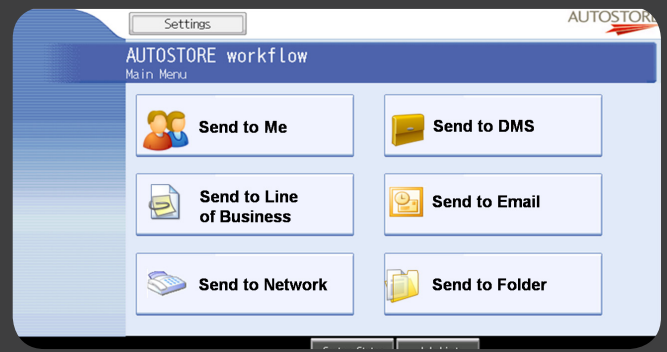 Settings
AUTOSTORE
AUTOSTORE workflow
Main Menu
Send to Me
Send to DMS
Send to Line
of Business
Send to Email
Send to Network
Send to Folder